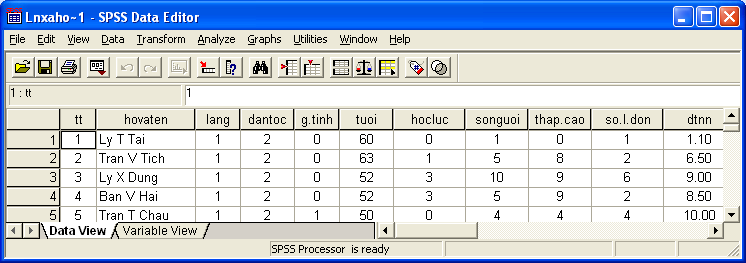 Lnxaho~1 - SPSS Data Editor
File Edit View Data Transform Analyze Graphs Utilities Window Help
1 : tt 1
tt hovaten lang dantoc g.tinh tuoi hocluc songuoi thap.cao so.l.don dtnn
1 1 Ly T Tai 1 2 0 60 0 1 0 1 1.10
2 2 Tran V Tich 1 2 0 63 1 5 8 2 6.50
3 3 Ly X Dung 1 2 0 52 3 10 9 6 9.00
4 4 Ban V Hai 1 2 0 52 3 5 9 2 8.50
5 5 Tran T Chau 1 2 1 50 0 4 4 4 10.00
Data View Variable View
SPSS Processor is ready